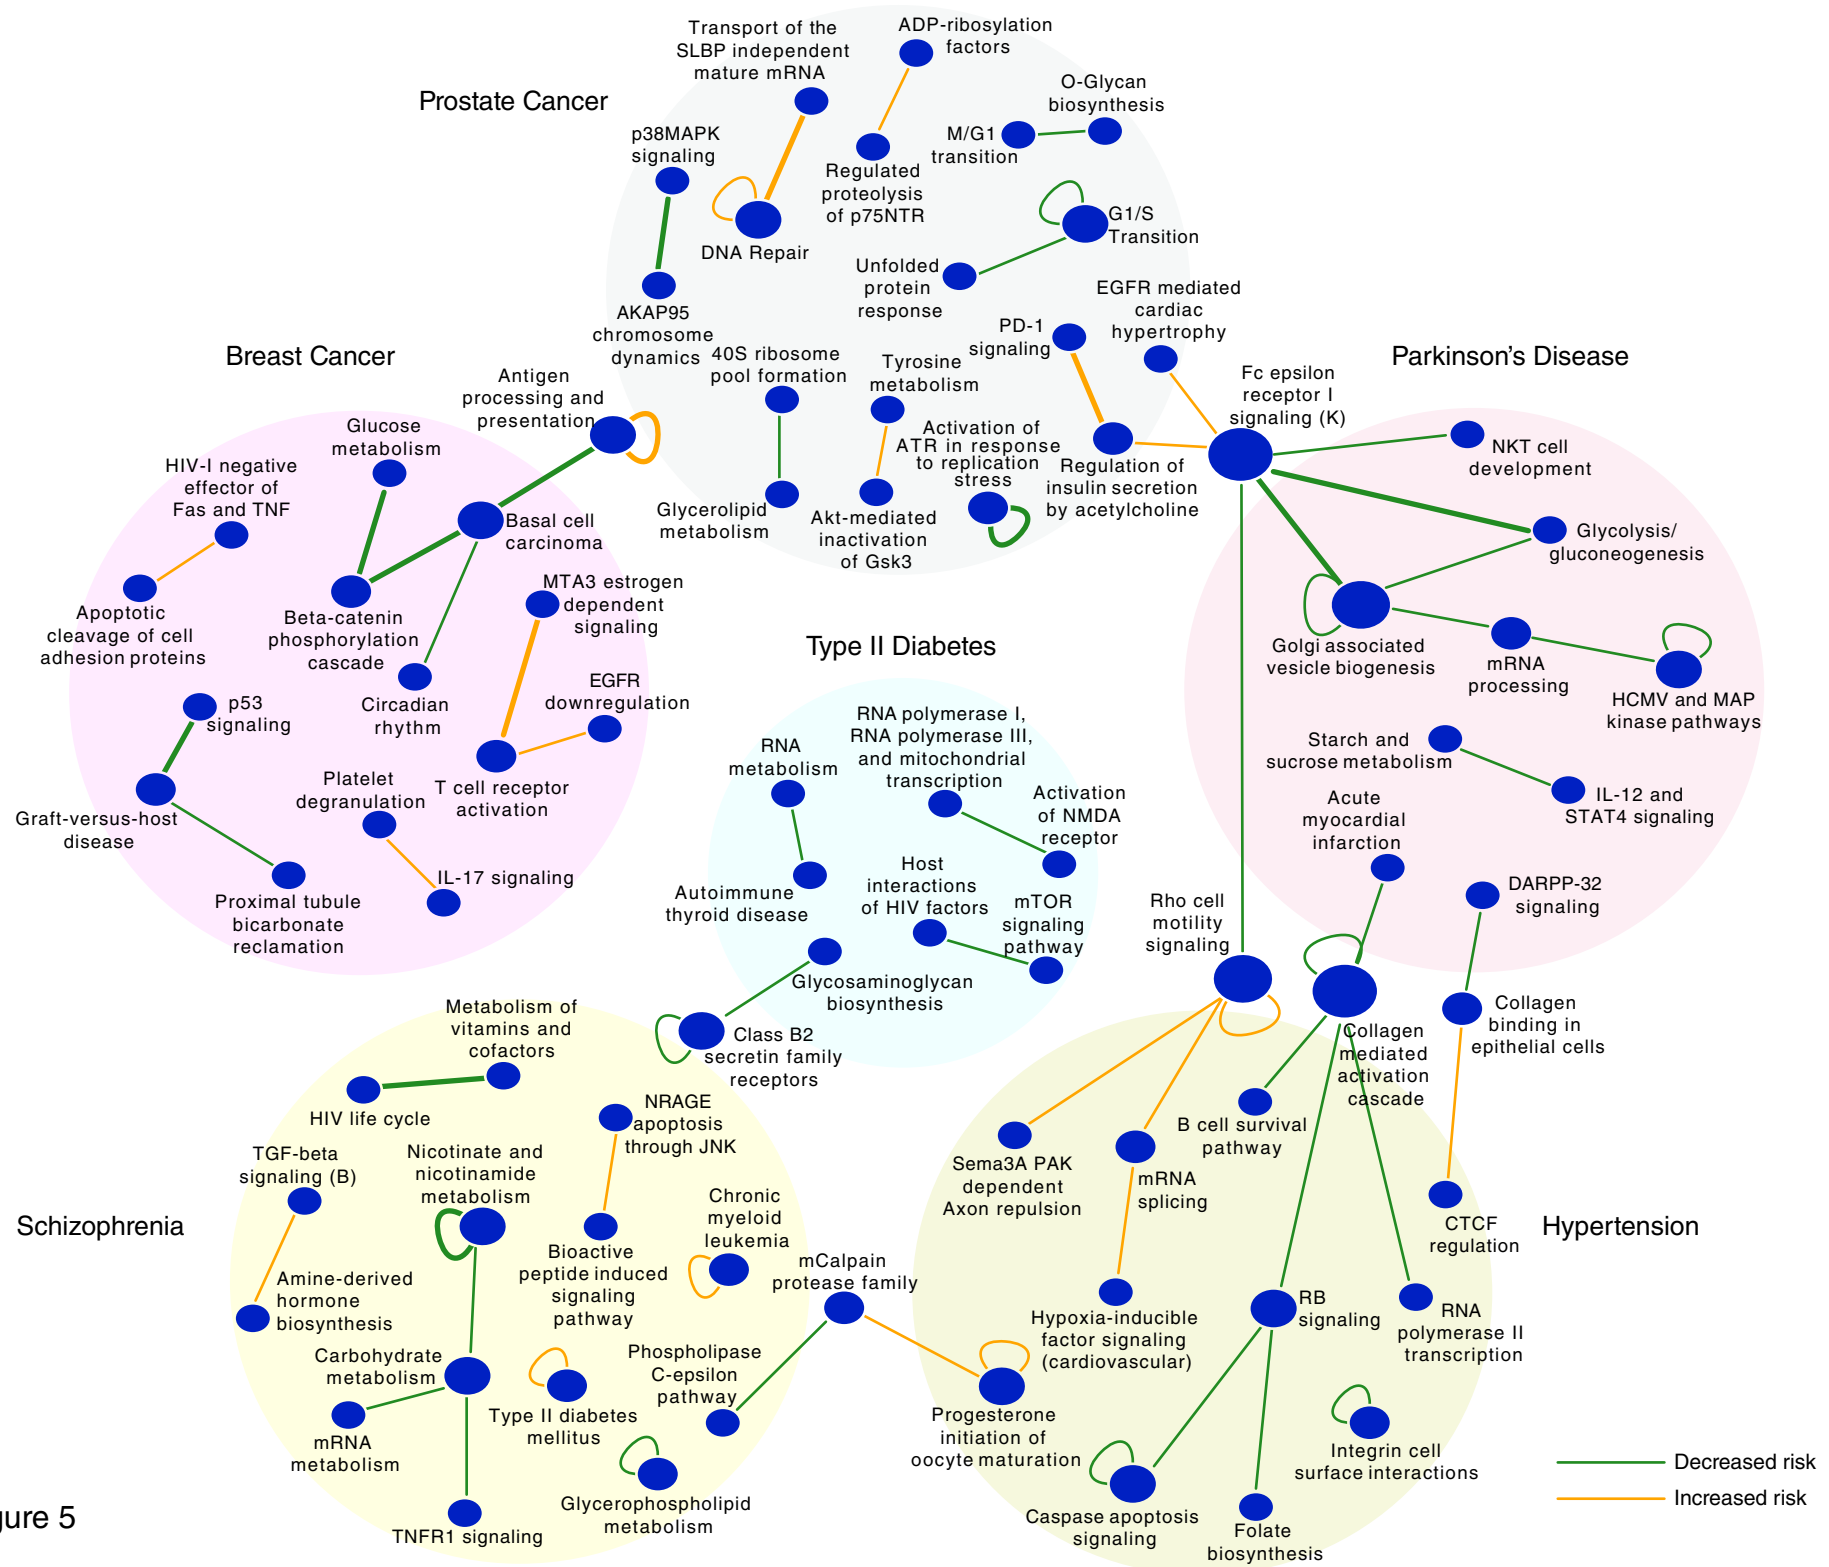 Prostate Cancer
Transport of the
SLBP independent
mature mRNA
ADP-ribosylation
factors
O-Glycan
biosynthesis
p38MAPK
signaling
M/G1
transition
Regulated
proteolysis
of p75NTR
DNA Repair
G1/S
Transition
Unfolded
protein
response
AKAP95
chromosome
dynamics
EGFR mediated
cardiac
hypertrophy
PD-1
signaling
40S ribosome
pool formation
Tyrosine
metabolism
Activation of
ATR in response
to replication
stress
Glycerolipid
metabolism
Akt-mediated
inactivation
of Gsk3
Regulation of
insulin secretion
by acetylcholine
Breast Cancer
Antigen
processing and
presentation
Glucose
metabolism
HIV-I negative
effector of
Fas and TNF
Basal cell
carcinoma
Apoptotic
cleavage of cell
adhesion proteins
Beta-catenin
phosphorylation
cascade
MTA3 estrogen
dependent
signaling
Circadian
rhythm
EGFR
downregulation
p53
signaling
T cell receptor
activation
Platelet
degranulation
Graft-versus-host
disease
IL-17 signaling
Proximal tubule
bicarbonate
reclamation
Parkinson's Disease
Fc epsilon
receptor I
signaling (K)
NKT cell
development
Glycolysis/
gluconeogenesis
Golgi associated
vesicle biogenesis
mRNA
processing
HCMV and MAP
kinase pathways
Starch and
sucrose metabolism
IL-12 and
STAT4 signaling
Acute
myocardial
infarction
DARPP-32
signaling
Type II Diabetes
RNA polymerase I,
RNA polymerase III,
and mitochondrial
transcription
RNA
metabolism
Activation
of NMDA
receptor
Autoimmune
thyroid disease
Host
interactions
of HIV factors
mTOR
signaling
pathway
Glycosaminoglycan
biosynthesis
Class B2
secretin family
receptors
Rho cell
motility
signaling
Collagen
mediated
activation
cascade
Collagen
binding in
epithelial cells
Schizophrenia
Metabolism of
vitamins and
cofactors
HIV life cycle
NRAGE
apoptosis
through JNK
TGF-beta
signaling (B)
Nicotinate and
nicotinamide
metabolism
Chronic
myeloid
leukemia
Bioactive
peptide induced
signaling
pathway
Amine-derived
hormone
biosynthesis
mCalpain
protease family
Carbohydrate
metabolism
Phospholipase
C-epsilon
pathway
Type II diabetes
mellitus
mRNA
metabolism
Glycerophospholipid
metabolism
TNFR1 signaling
Hypertension
Sema3A PAK
dependent
Axon repulsion
mRNA
splicing
B cell survival
pathway
CTCF
regulation
Hypoxia-inducible
factor signaling
(cardiovascular)
RB
signaling
RNA
polymerase II
transcription
Progesterone
initiation of
oocyte maturation
Integrin cell
surface interactions
Caspase apoptosis
signaling
Folate
biosynthesis
Decreased risk
Increased risk
gure 5